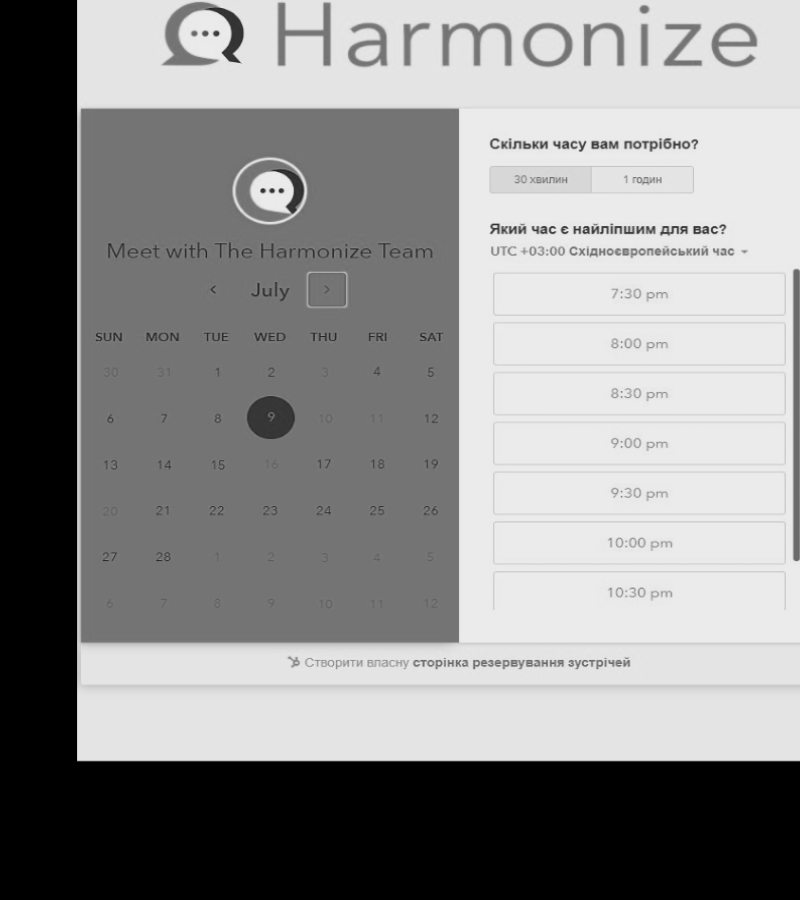 Harmonize
Meet with The Harmonize Team
July
SUN MON TUE WED THU FRI SAT
30 31 1 2 3 4 5
6 7 8 9 10 11 12
13 14 15 16 17 18 19
20 21 22 23 24 25 26
27 28 1 2 3 4 5
6 7 8 9 10 11 12
Скільки часу вам потрібно?
30 хвилин 1 годин
Який час є найліпшим для вас?
UTC +03:00 Східноєвропейський час
7:30 pm
8:00 pm
8:30 pm
9:00 pm
9:30 pm
10:00 pm
10:30 pm
Створити власну сторінка резервування зустрічей